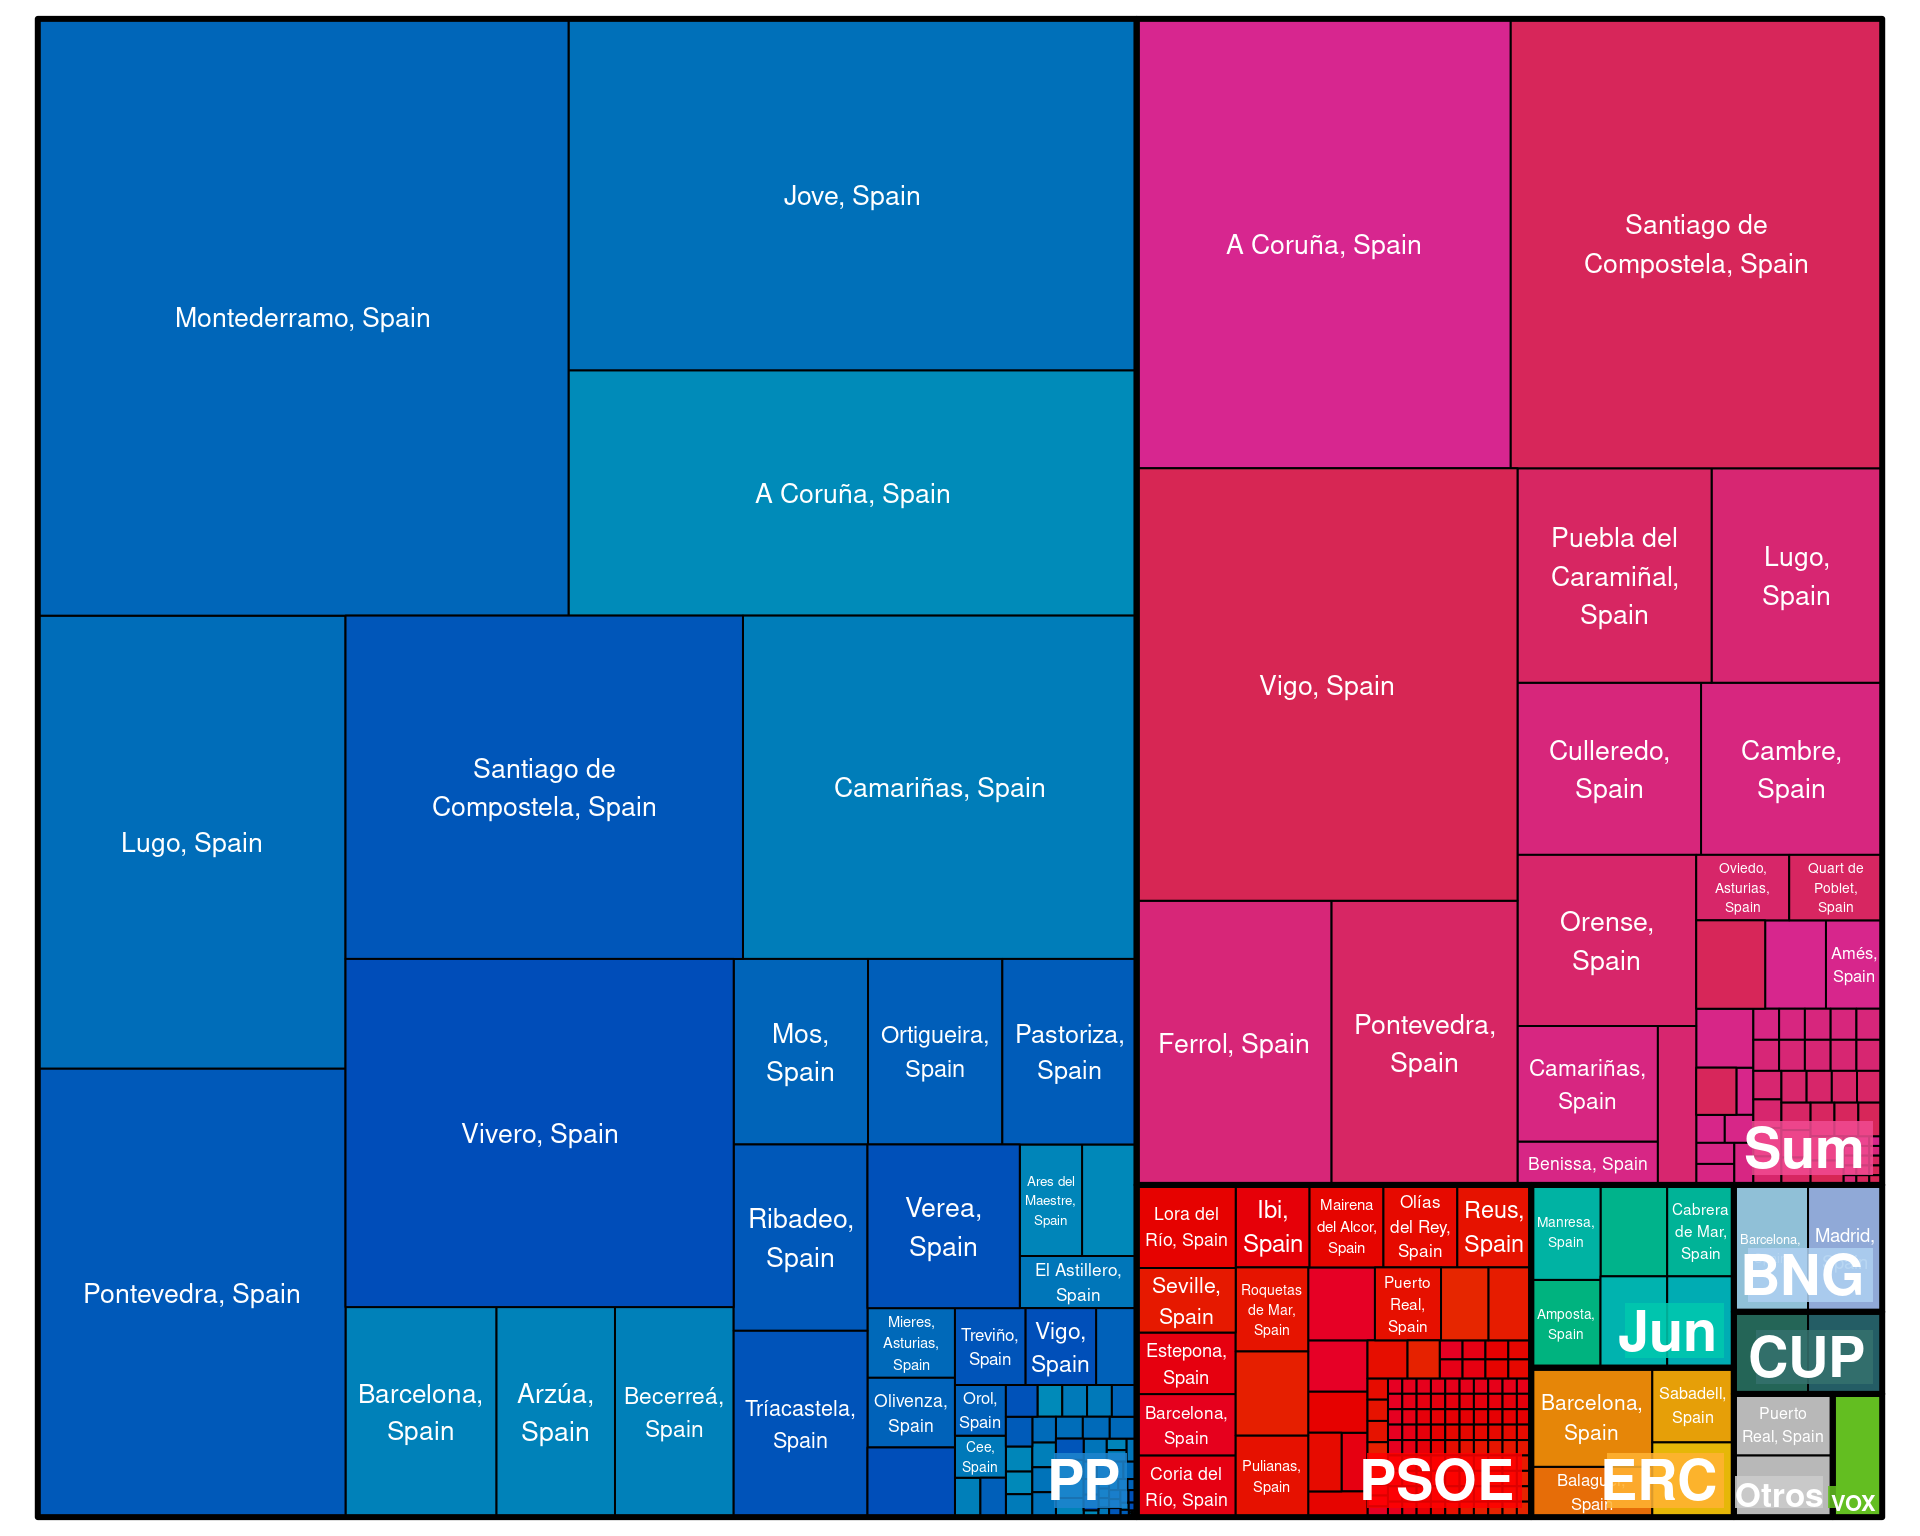 Montederramo, Spain
Jove, Spain
A Coruña, Spain
Lugo, Spain
Santiago de
Compostela, Spain
Camariñas, Spain
Pontevedra, Spain
Vivero, Spain
Mos,
Spain
Ortigueira,
Spain
Pastoriza,
Spain
Ribadeo,
Spain
Verea,
Spain
Ares del
Maestre,
Spain
El Astillero,
Spain
Barcelona,
Spain
Arzúa,
Spain
Becerreá,
Spain
Tríacastela,
Spain
Mieres,
Asturias,
Spain
Treviño,
Spain
Vigo,
Spain
Olivenza,
Spain
Orol,
Spain
Cee,
Spain
PP
A Coruña, Spain
Santiago de
Compostela, Spain
Vigo, Spain
Puebla del
Caramiñal,
Spain
Lugo,
Spain
Culleredo,
Spain
Cambre,
Spain
Ferrol, Spain
Pontevedra,
Spain
Orense,
Spain
Oviedo,
Asturias,
Spain
Quart de
Poblet,
Spain
Amés,
Spain
Camariñas,
Spain
Benissa, Spain
Sum
Lora del
Río, Spain
Ibi,
Spain
Mairena
del Alcor,
Spain
Olías
del Rey,
Spain
Reus,
Spain
Seville,
Spain
Roquetas
de Mar,
Spain
Puerto
Real,
Spain
Estepona,
Spain
Barcelona,
Spain
Coria del
Río, Spain
Pulianas,
Spain
PSOE
Manresa,
Spain
Cabrera
de Mar,
Spain
Amposta,
Spain
Jun
Barcelona,
Madrid,
BNG
CUP
Barcelona,
Spain
Sabadell,
Spain
Spain
ERC
Puerto
Real, Spain
Otros
VOX